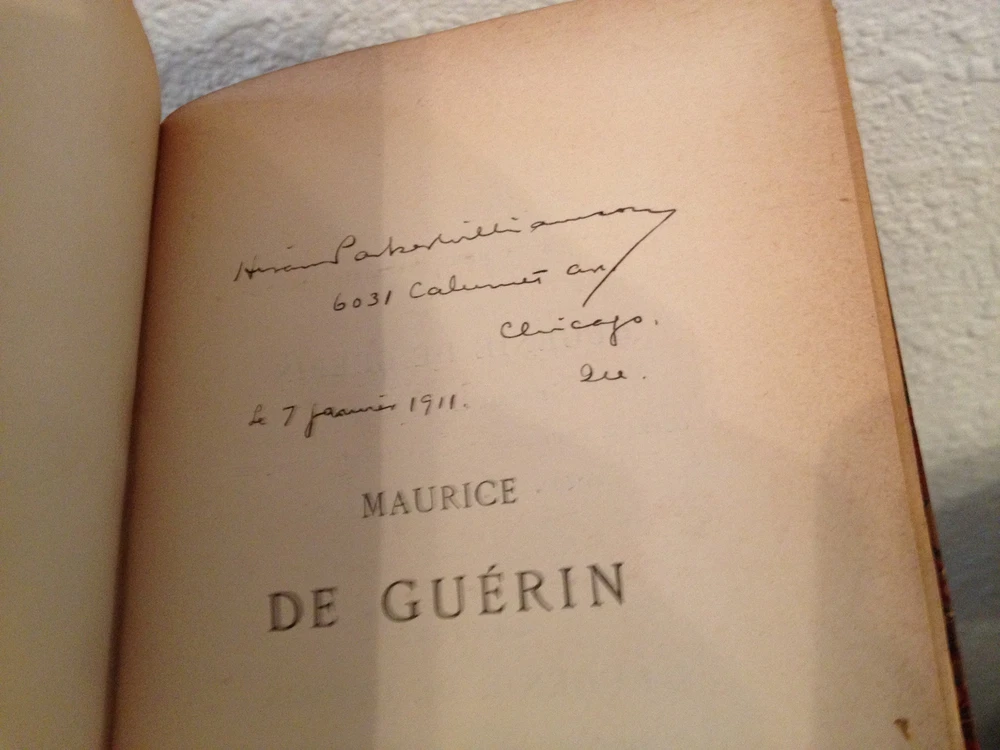 Hiram Parker Williamson
6031 Calumet av
Chicago.
Ill.
Le 7 janvier 1911.
MAURICE
DE GUÉRIN